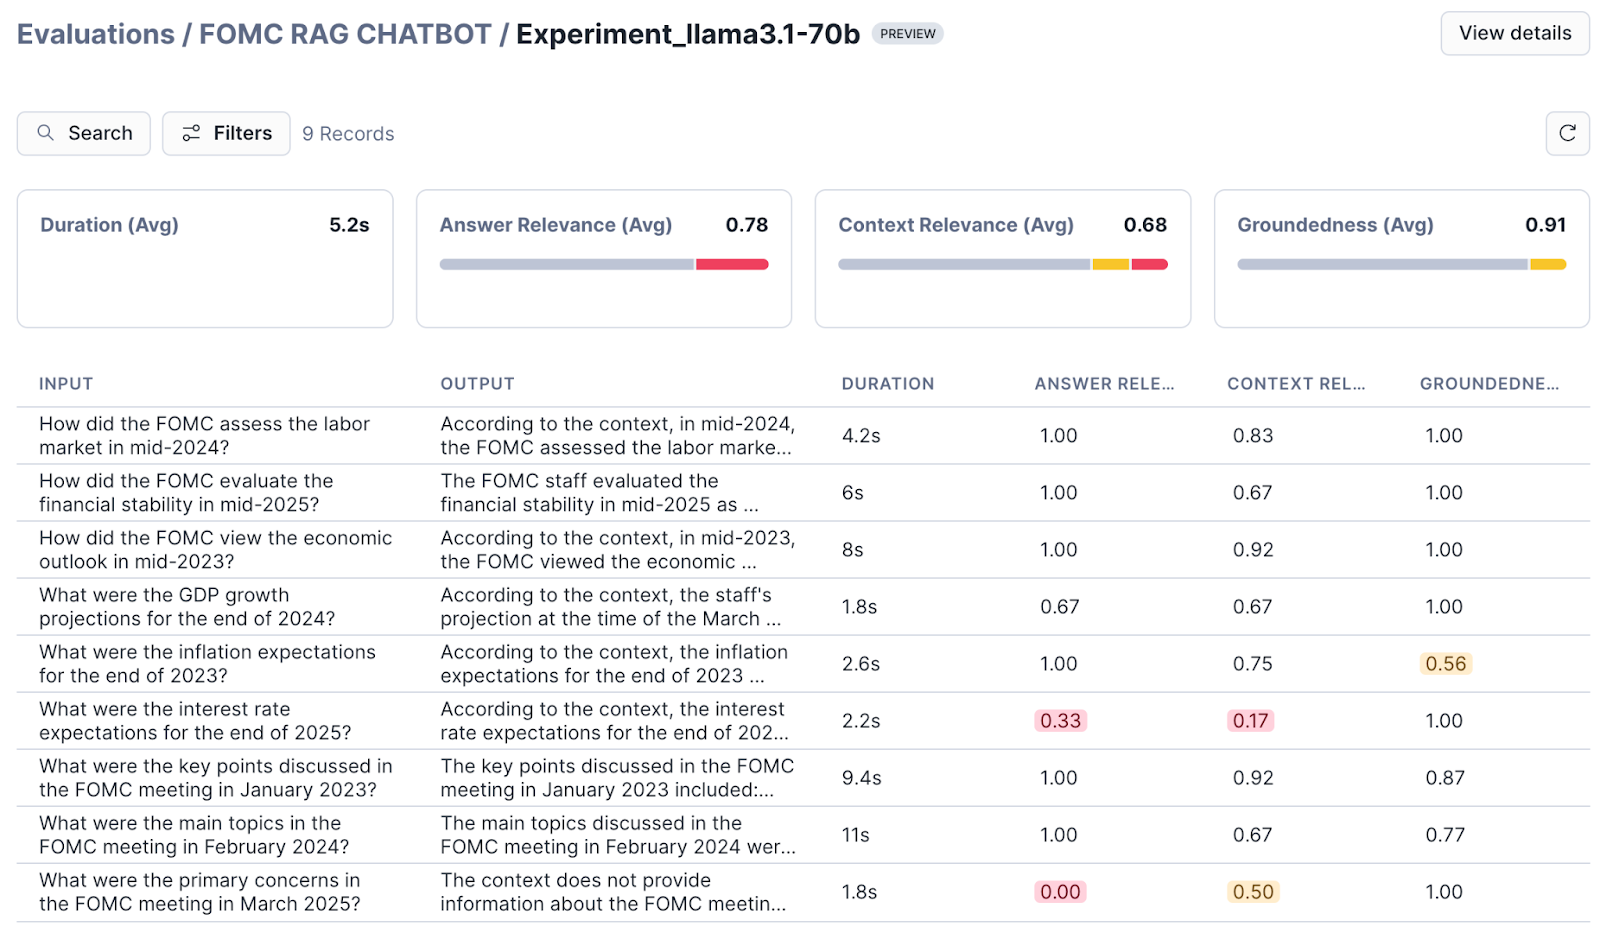 Evaluations / FOMC RAG CHATBOT / Experiment_llama3.1-70b PREVIEW
View details
Search
Filters
9 Records
Duration (Avg) 5.2s
Answer Relevance (Avg) 0.78
Context Relevance (Avg) 0.68
Groundedness (Avg) 0.91
INPUT OUTPUT DURATION ANSWER RELE... CONTEXT REL... GROUNDEDNE...
How did the FOMC assess the labor
market in mid-2024?
According to the context, in mid-2024,
the FOMC assessed the labor marke...
4.2s 1.00 0.83 1.00
How did the FOMC evaluate the
financial stability in mid-2025?
The FOMC staff evaluated the
financial stability in mid-2025 as ...
6s 1.00 0.67 1.00
How did the FOMC view the economic
outlook in mid-2023?
According to the context, in mid-2023,
the FOMC viewed the economic ...
8s 1.00 0.92 1.00
What were the GDP growth
projections for the end of 2024?
According to the context, the staff's
projection at the time of the March ...
1.8s 0.67 0.67 1.00
What were the inflation expectations
for the end of 2023?
According to the context, the inflation
expectations for the end of 2023 ...
2.6s 1.00 0.75 0.56
What were the interest rate
expectations for the end of 2025?
According to the context, the interest
rate expectations for the end of 202...
2.2s 0.33 0.17 1.00
What were the key points discussed in
the FOMC meeting in January 2023?
The key points discussed in the FOMC
meeting in January 2023 included:...
9.4s 1.00 0.92 0.87
What were the main topics in the
FOMC meeting in February 2024?
The main topics discussed in the
FOMC meeting in February 2024 wer...
11s 1.00 0.67 0.77
What were the primary concerns in
the FOMC meeting in March 2025?
The context does not provide
information about the FOMC meetin...
1.8s 0.00 0.50 1.00